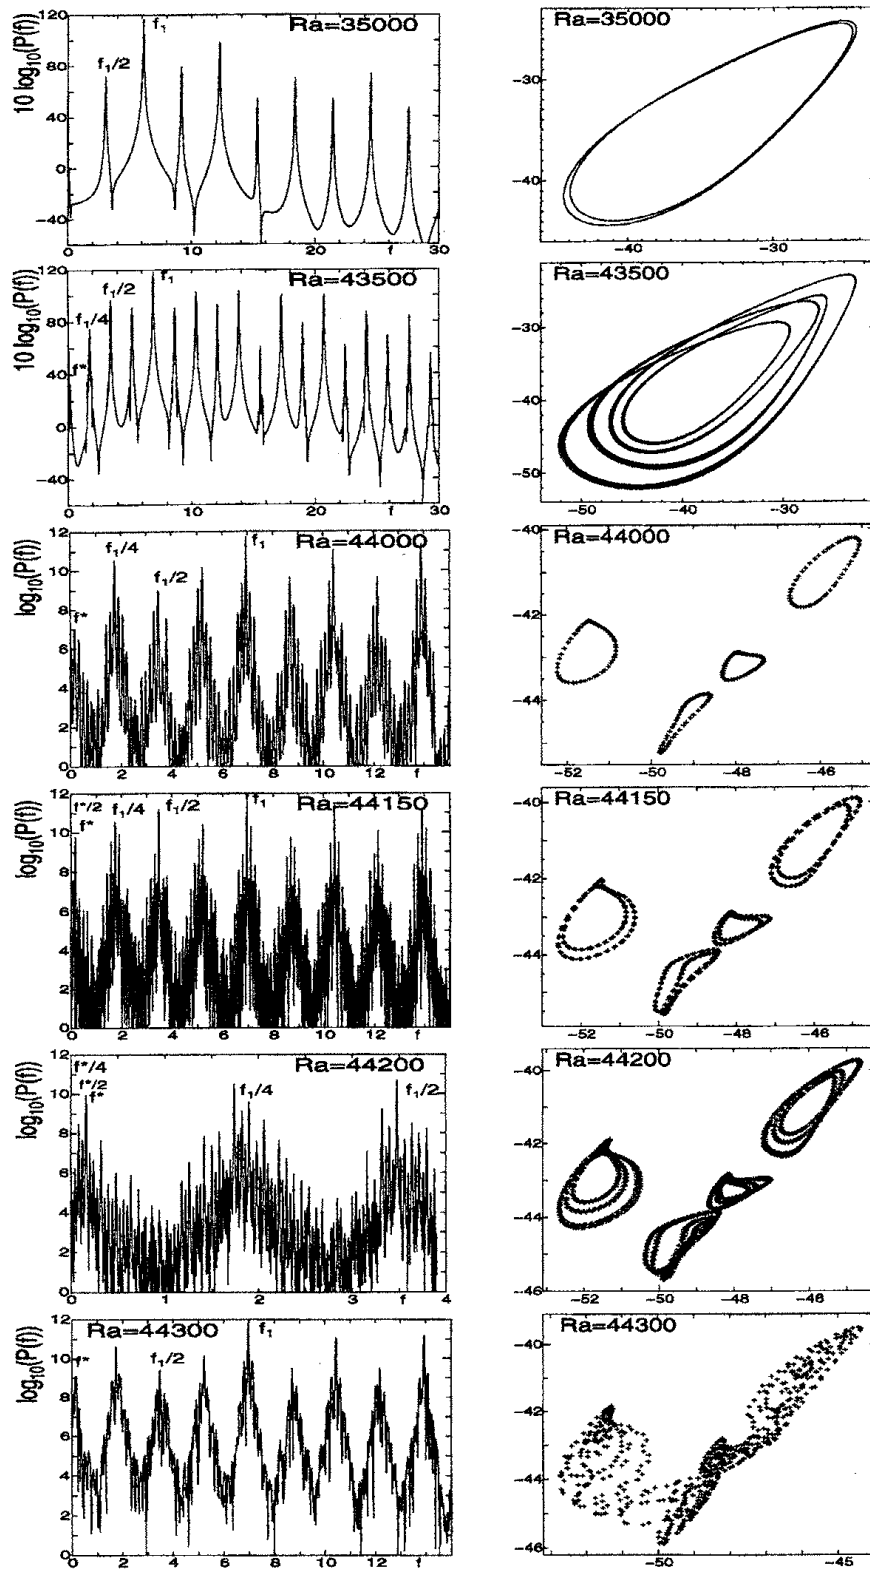 10 log₁₀(P(f))
120
80
40
0
−40
f₁/2
f₁
Ra=35000
0
10
20
f
30
Ra=35000
−30
−40
−40
−30
10 log₁₀(P(f))
120
80
40
0
−40
f*
f₁/4
f₁/2
f₁
Ra=43500
0
10
20
f
30
Ra=43500
−30
−40
−50
−50
−40
−30
log₁₀(P(f))
12
10
8
6
4
2
0
f*
f₁/4
f₁/2
f₁
Ra=44000
0
2
4
6
8
10
12
f
Ra=44000
−40
−42
−44
−52
−50
−48
−46
log₁₀(P(f))
12
10
8
6
4
2
0
f*/2
f*
f₁/4
f₁/2
f₁
Ra=44150
0
2
4
6
8
10
12
f
Ra=44150
−40
−42
−44
−52
−50
−48
−46
log₁₀(P(f))
12
10
8
6
4
2
0
f*/4
f*/2
f*
f₁/4
f₁/2
Ra=44200
0
1
2
3
f
4
Ra=44200
−40
−42
−44
−46
−52
−50
−48
−46
log₁₀(P(f))
12
10
8
6
4
2
0
Ra=44300
f*
f₁/2
f₁
0
2
4
6
8
10
12
f
Ra=44300
−40
−42
−44
−46
−50
−45